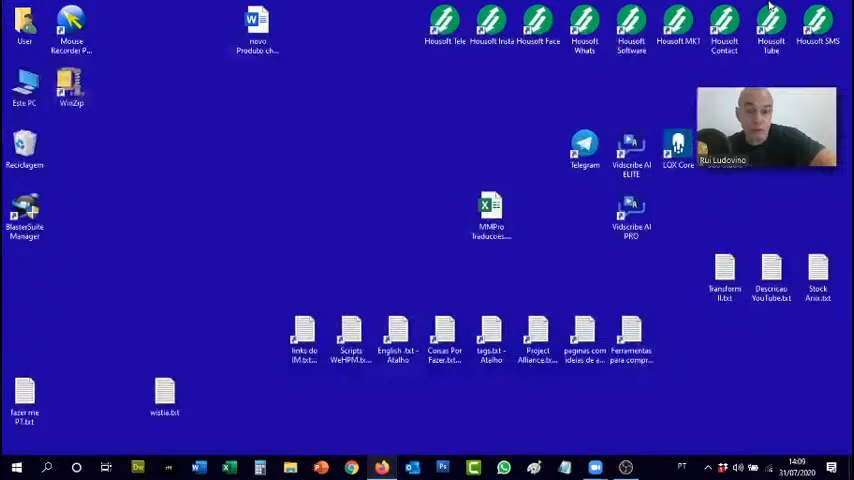 User
Mouse
Recorder P...
novo
Produto ch...
Housoft Tele
Housoft Insta
Housoft Face
Housoft
Whats
Housoft
Software
Housoft MKT
Housoft
Contact
Housoft
Tube
Housoft SMS
Este PC
WinZip
Reciclagem
Telegram
Vidscribe AI
ELITE
LQX Core
Rui Ludovino
BlasterSuite
Manager
MMPro
Traducoes....
Vidscribe AI
PRO
Transform
II.txt
Descricao
YouTube.txt
Stock
links do
IM.txt...
Scripts
WeHPM.tx...
English .txt -
Atalho
Coisas Por
Fazer.txt...
tags.txt -
Atalho
Project
Alliance.tx...
paginas com
ideias de a...
Ferramentas
para compr...
fazer me
PT.txt
wistia.txt
PT
14:09
31/07/2020